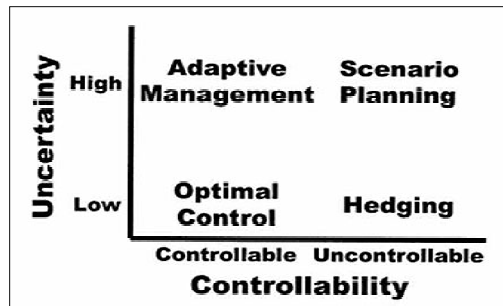 Uncertainty
High
Adaptive
Management
Scenario
Planning
Low
Optimal
Control
Hedging
Controllable
Uncontrollable
Controllability